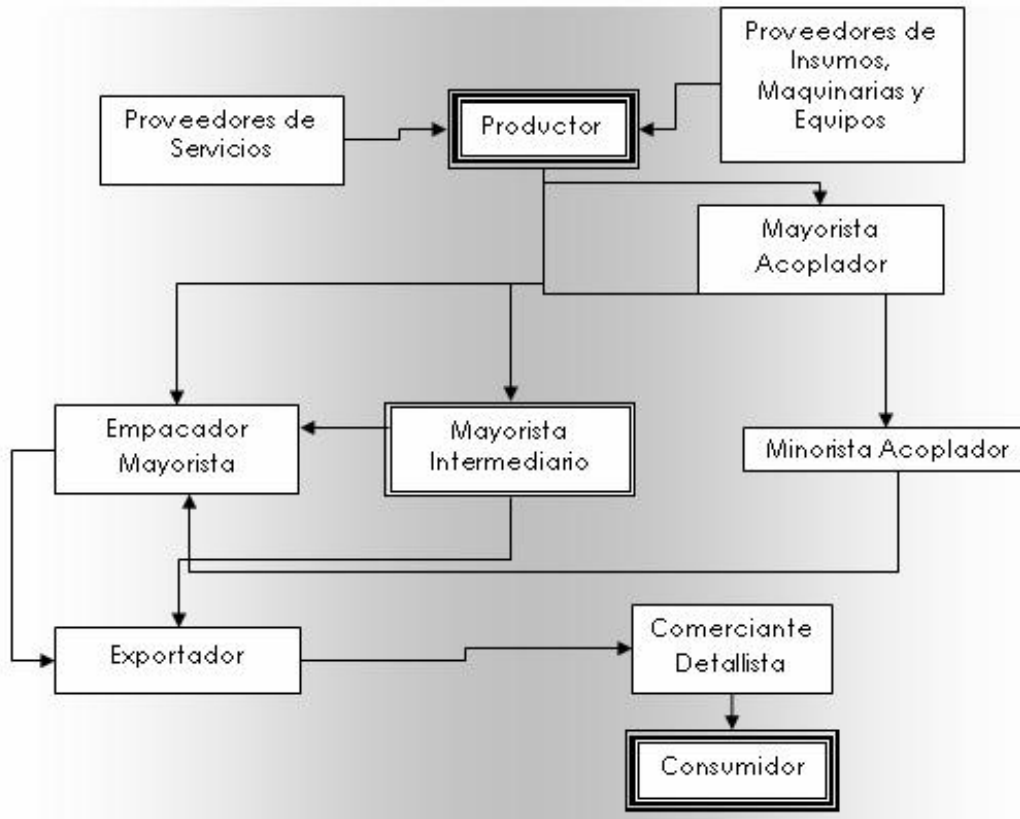 Proveedores de
Insumos,
Maquinarias y
Equipos
Proveedores de
Servicios
Productor
Mayorista
Acoplador
Empacador
Mayorista
Mayorista
Intermediario
Minorista Acoplador
Exportador
Comerciante
Detallista
Consumidor